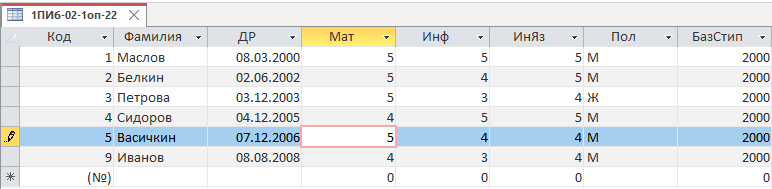 1ПИб-02-1оп-22
Код Фамилия ДР Мат Инф ИнЯз Пол БазСтип
1 Маслов 08.03.2000 5 5 5 М 2000
2 Белкин 02.06.2002 5 4 5 М 2000
3 Петрова 03.12.2003 5 3 4 Ж 2000
4 Сидоров 04.12.2005 4 5 5 М 2000
5 Васичкин 07.12.2006 5 4 4 М 2000
9 Иванов 08.08.2008 4 3 4 М 2000
(№) 0 0 0 0